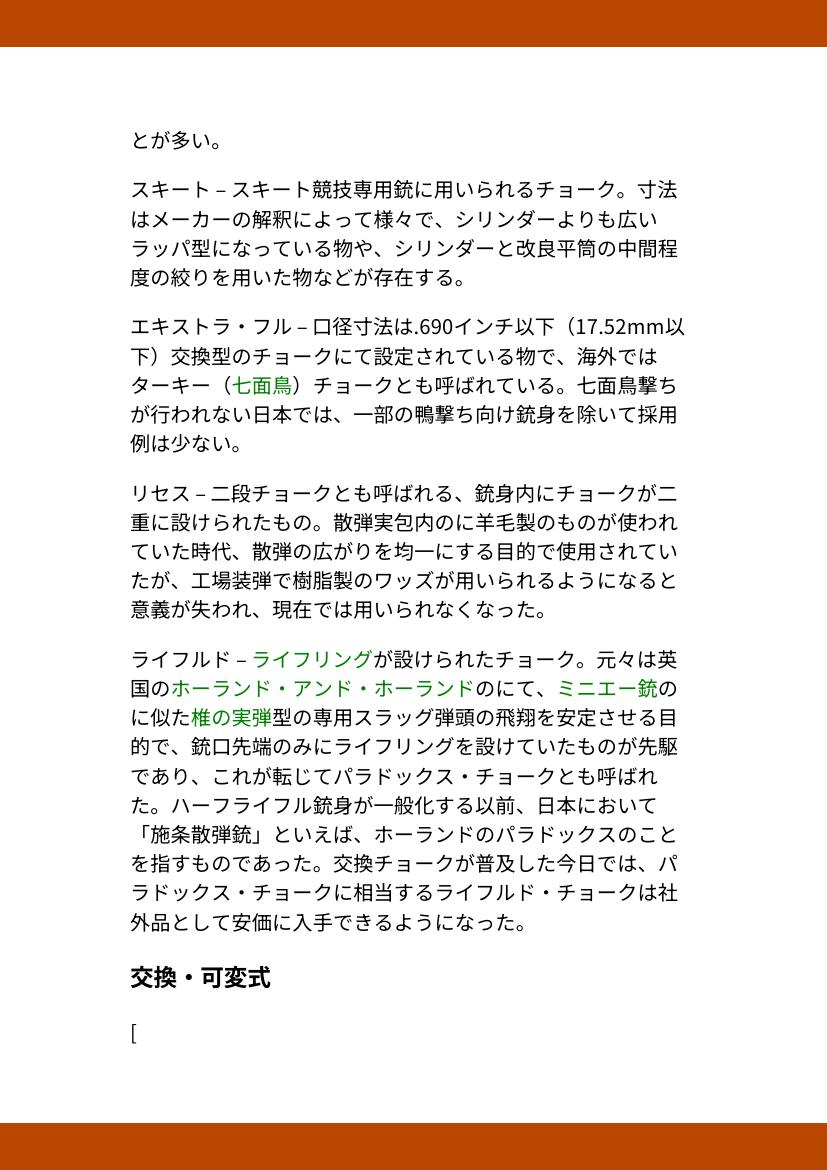 とが多い。
スキート – スキート競技専用銃に用いられるチョーク。寸法
はメーカーの解釈によって様々で、シリンダーよりも広い
ラッパ型になっている物や、シリンダーと改良平筒の中間程
度の絞りを用いた物などが存在する。
エキストラ・フル – 口径寸法は.690インチ以下（17.52mm以
下）交換型のチョークにて設定されている物で、海外では
ターキー（七面鳥）チョークとも呼ばれている。七面鳥撃ち
が行われない日本では、一部の鴨撃ち向け銃身を除いて採用
例は少ない。
リセス – 二段チョークとも呼ばれる、銃身内にチョークが二
重に設けられたもの。散弾実包内のに羊毛製のものが使われ
ていた時代、散弾の広がりを均一にする目的で使用されてい
たが、工場装弾で樹脂製のワッズが用いられるようになると
意義が失われ、現在では用いられなくなった。
ライフルド – ライフリングが設けられたチョーク。元々は英
国のホーランド・アンド・ホーランドのにて、ミニエー銃の
に似た椎の実弾型の専用スラッグ弾頭の飛翔を安定させる目
的で、銃口先端のみにライフリングを設けていたものが先駆
であり、これが転じてパラドックス・チョークとも呼ばれ
た。ハーフライフル銃身が一般化する以前、日本において
「施条散弾銃」といえば、ホーランドのパラドックスのこと
を指すものであった。交換チョークが普及した今日では、パ
ラドックス・チョークに相当するライフルド・チョークは社
外品として安価に入手できるようになった。
交換・可変式
[